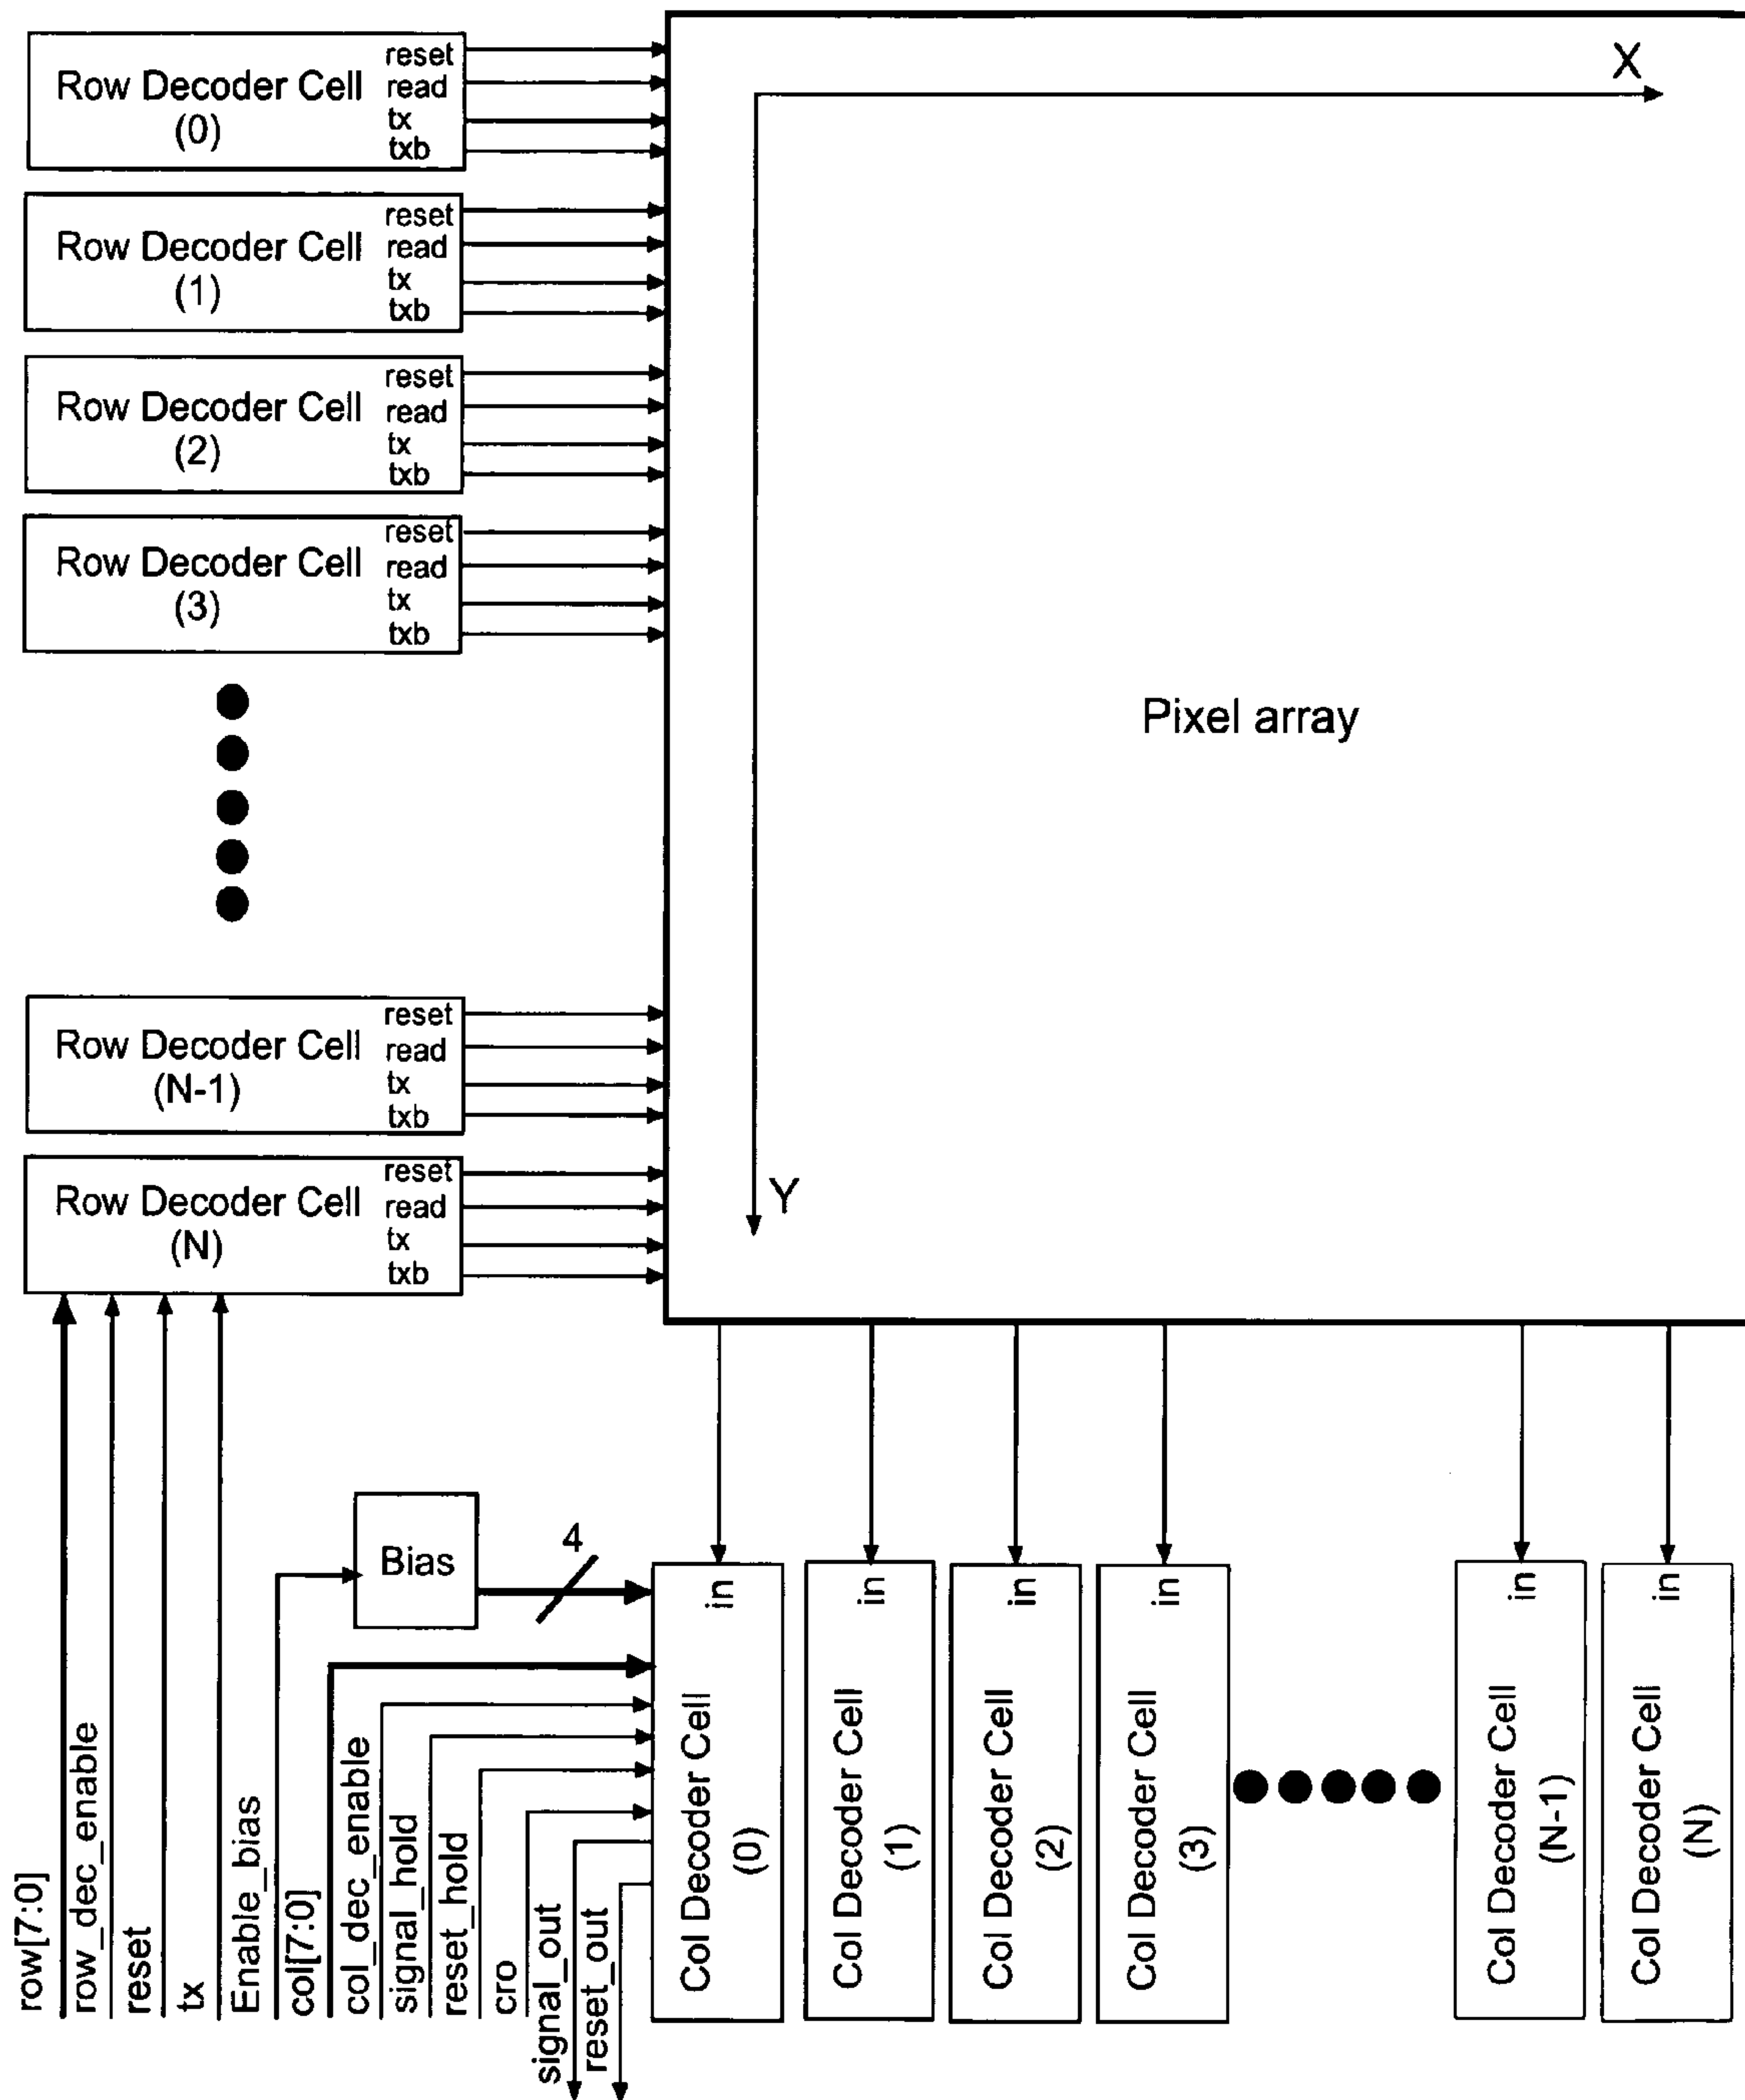 Row Decoder Cell
(0)
reset
read
tx
txb
X
Row Decoder Cell
(1)
reset
read
tx
txb
Row Decoder Cell
(2)
reset
read
tx
txb
Row Decoder Cell
(3)
reset
read
tx
txb
Pixel array
Row Decoder Cell
(N-1)
reset
read
tx
txb
Row Decoder Cell
(N)
reset
read
tx
txb
Y
Bias
4
row[7:0]
row_dec_enable
reset
tx
Enable_bias
col[7:0]
col_dec_enable
signal_hold
reset_hold
cro
signal_out
reset_out
in
Col Decoder Cell
(0)
in
Col Decoder Cell
(1)
in
Col Decoder Cell
(2)
in
Col Decoder Cell
(3)
in
Col Decoder Cell
(N-1)
in
Col Decoder Cell
(N)